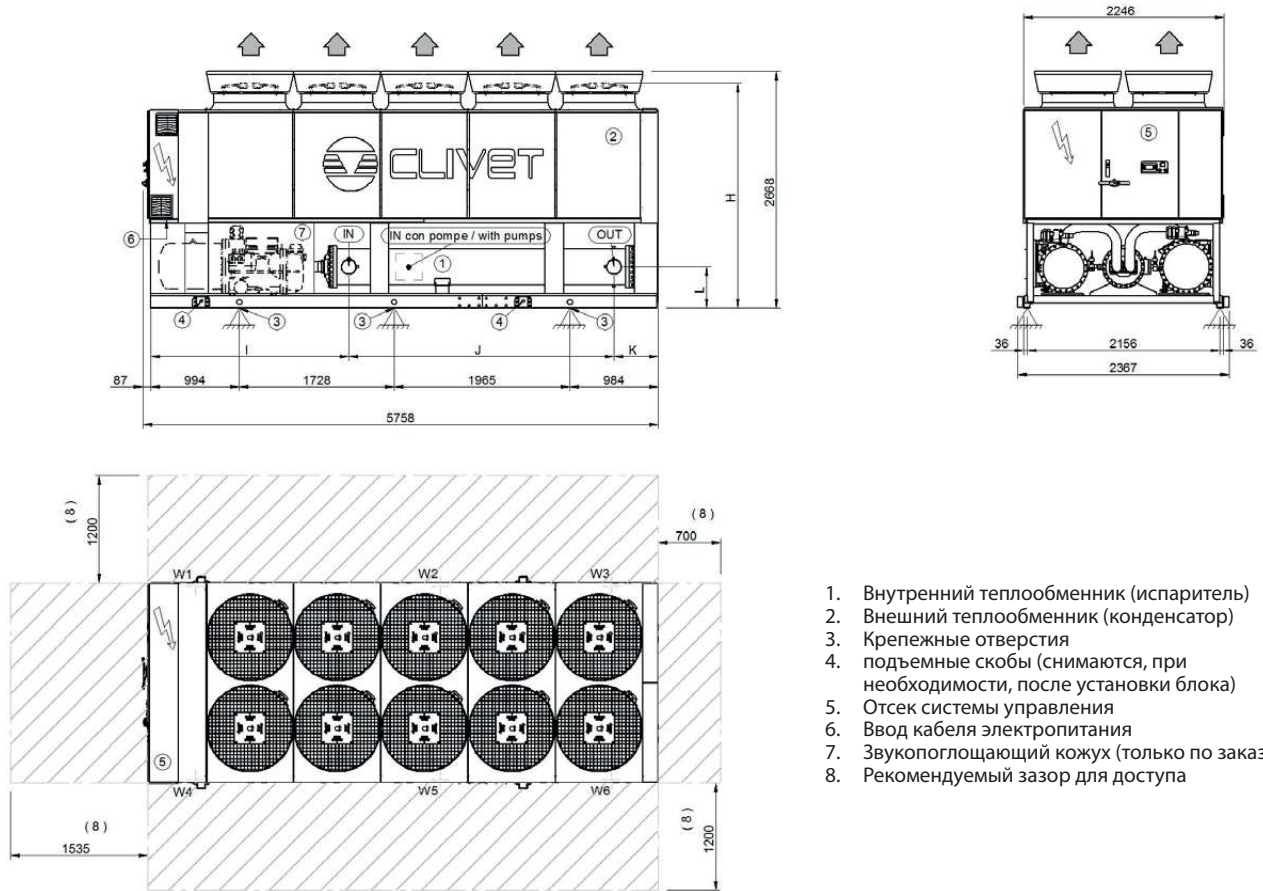 2246
5
2
CLIVET
H
2668
6
7
IN
IN con pompe / with pumps
OUT
1
L
4
3
3
4
3
I
J
K
87
994
1728
1965
984
5758
36
2156
36
2367
(8)
1200
(8)
700
W1
W2
W3
5
W4
W5
W6
(8)
1535
(8)
1200
1. Внутренний теплообменник (испаритель)
2. Внешний теплообменник (конденсатор)
3. Крепежные отверстия
4. подъемные скобы (снимаются, при
необходимости, после установки блока)
5. Отсек системы управления
6. Ввод кабеля электропитания
7. Звукопоглощающий кожух (только по заказ
8. Рекомендуемый зазор для доступа